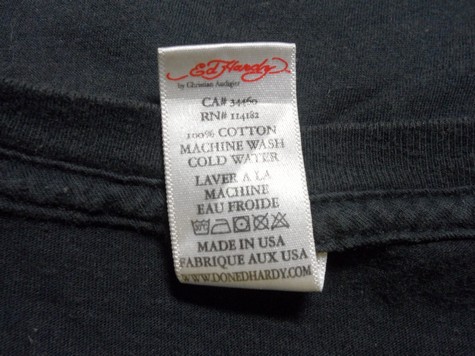 Ed Hardy
by Christian Audigier
CA# 34460
RN# 114182
100% COTTON
MACHINE WASH
COLD WATER
LAVER A LA
MACHINE
EAU FROIDE
MADE IN USA
FABRIQUE AUX USA
WWW.DONEDHARDY.COM